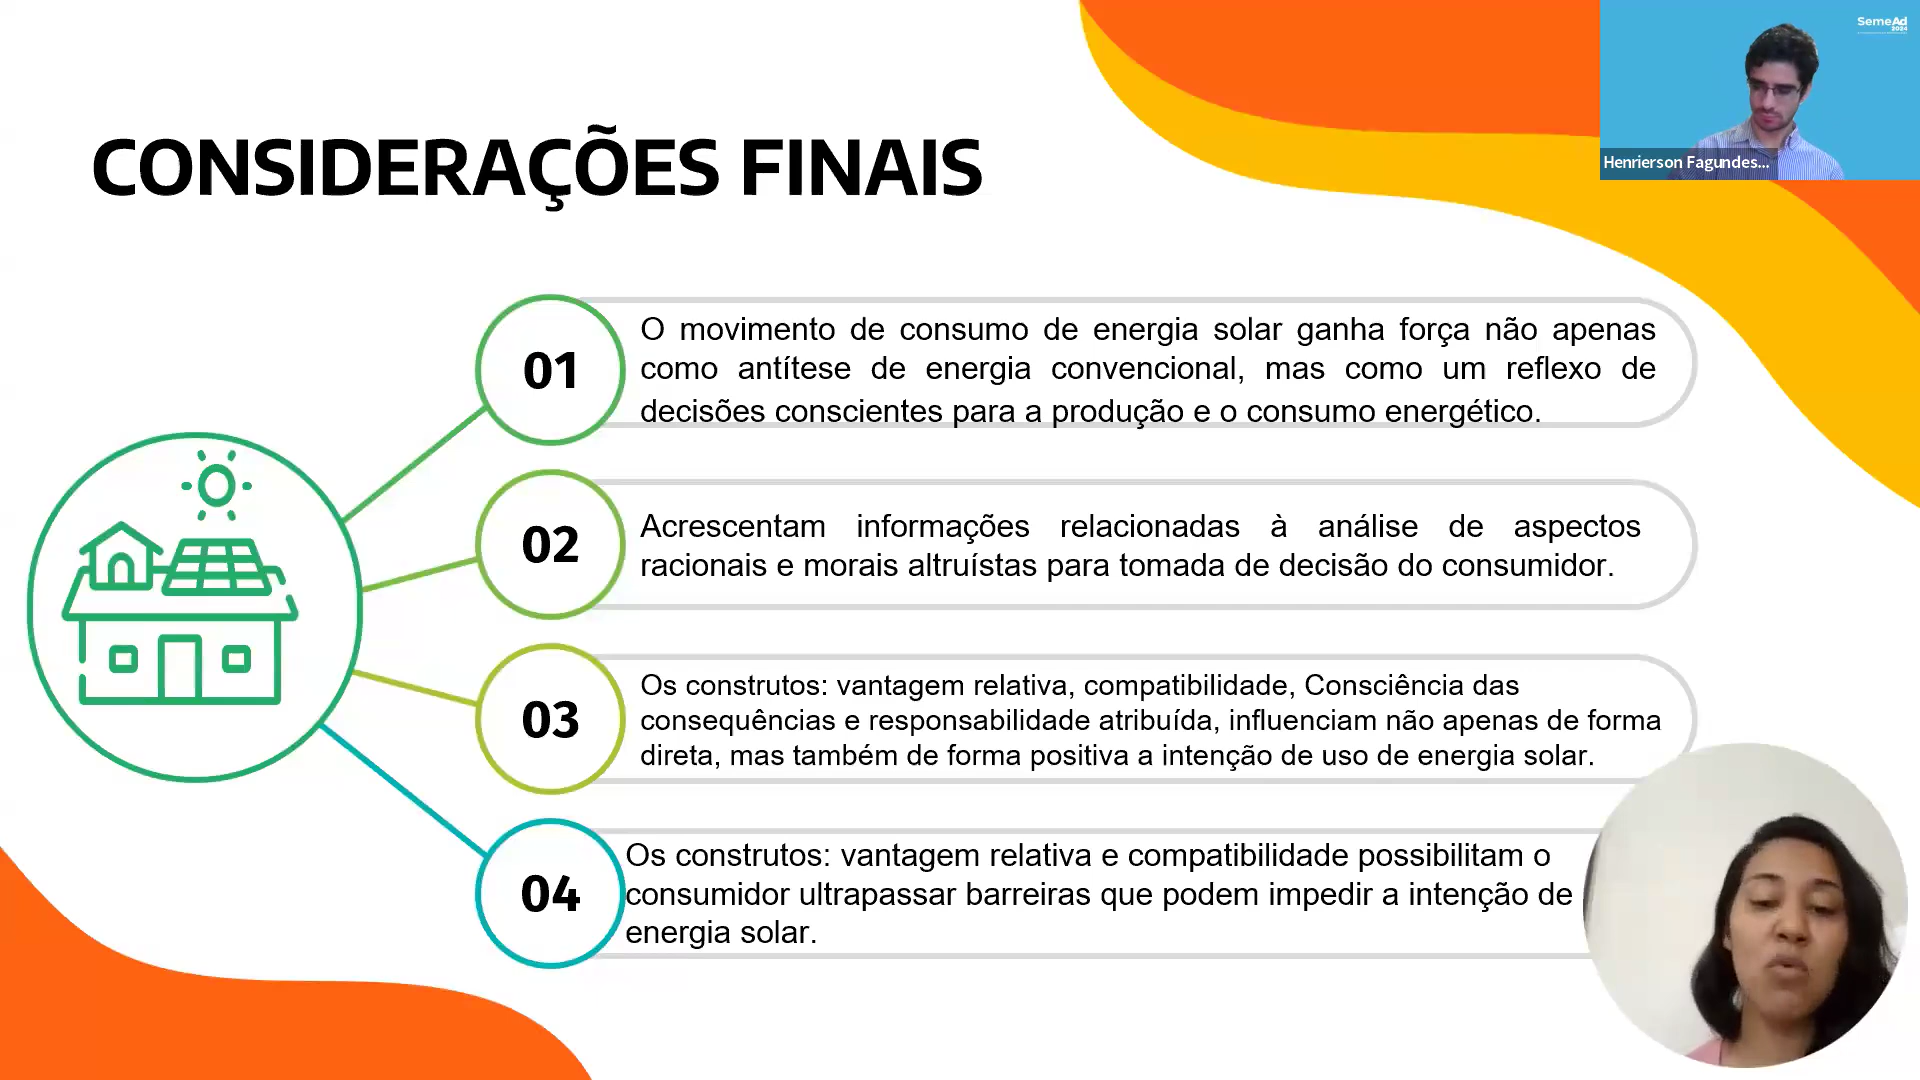 SemeAd
2024
Henrierson Fagundes...
CONSIDERAÇÕES FINAIS
01
O movimento de consumo de energia solar ganha força não apenas
como antítese de energia convencional, mas como um reflexo de
decisões conscientes para a produção e o consumo energético.
02
Acrescentam informações relacionadas à análise de aspectos
racionais e morais altruístas para tomada de decisão do consumidor.
03
Os construtos: vantagem relativa, compatibilidade, Consciência das
consequências e responsabilidade atribuída, influenciam não apenas de forma
direta, mas também de forma positiva a intenção de uso de energia solar.
04
Os construtos: vantagem relativa e compatibilidade possibilitam o
consumidor ultrapassar barreiras que podem impedir a intenção de
energia solar.